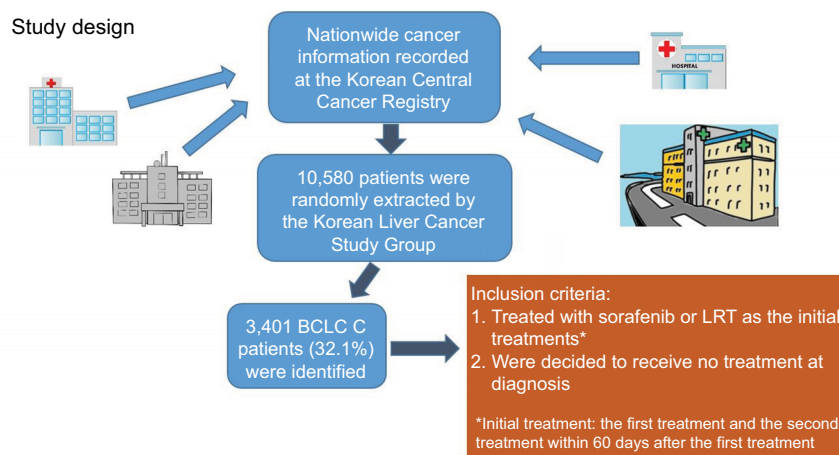 Study design
Nationwide cancer
information recorded
at the Korean Central
Cancer Registry
HOSPITAL
10,580 patients were
randomly extracted by
the Korean Liver Cancer
Study Group
3,401 BCLC C
patients (32.1%)
were identified
Inclusion criteria:
1. Treated with sorafenib or LRT as the initial
treatments*
2. Were decided to receive no treatment at
diagnosis
*Initial treatment: the first treatment and the second
treatment within 60 days after the first treatment